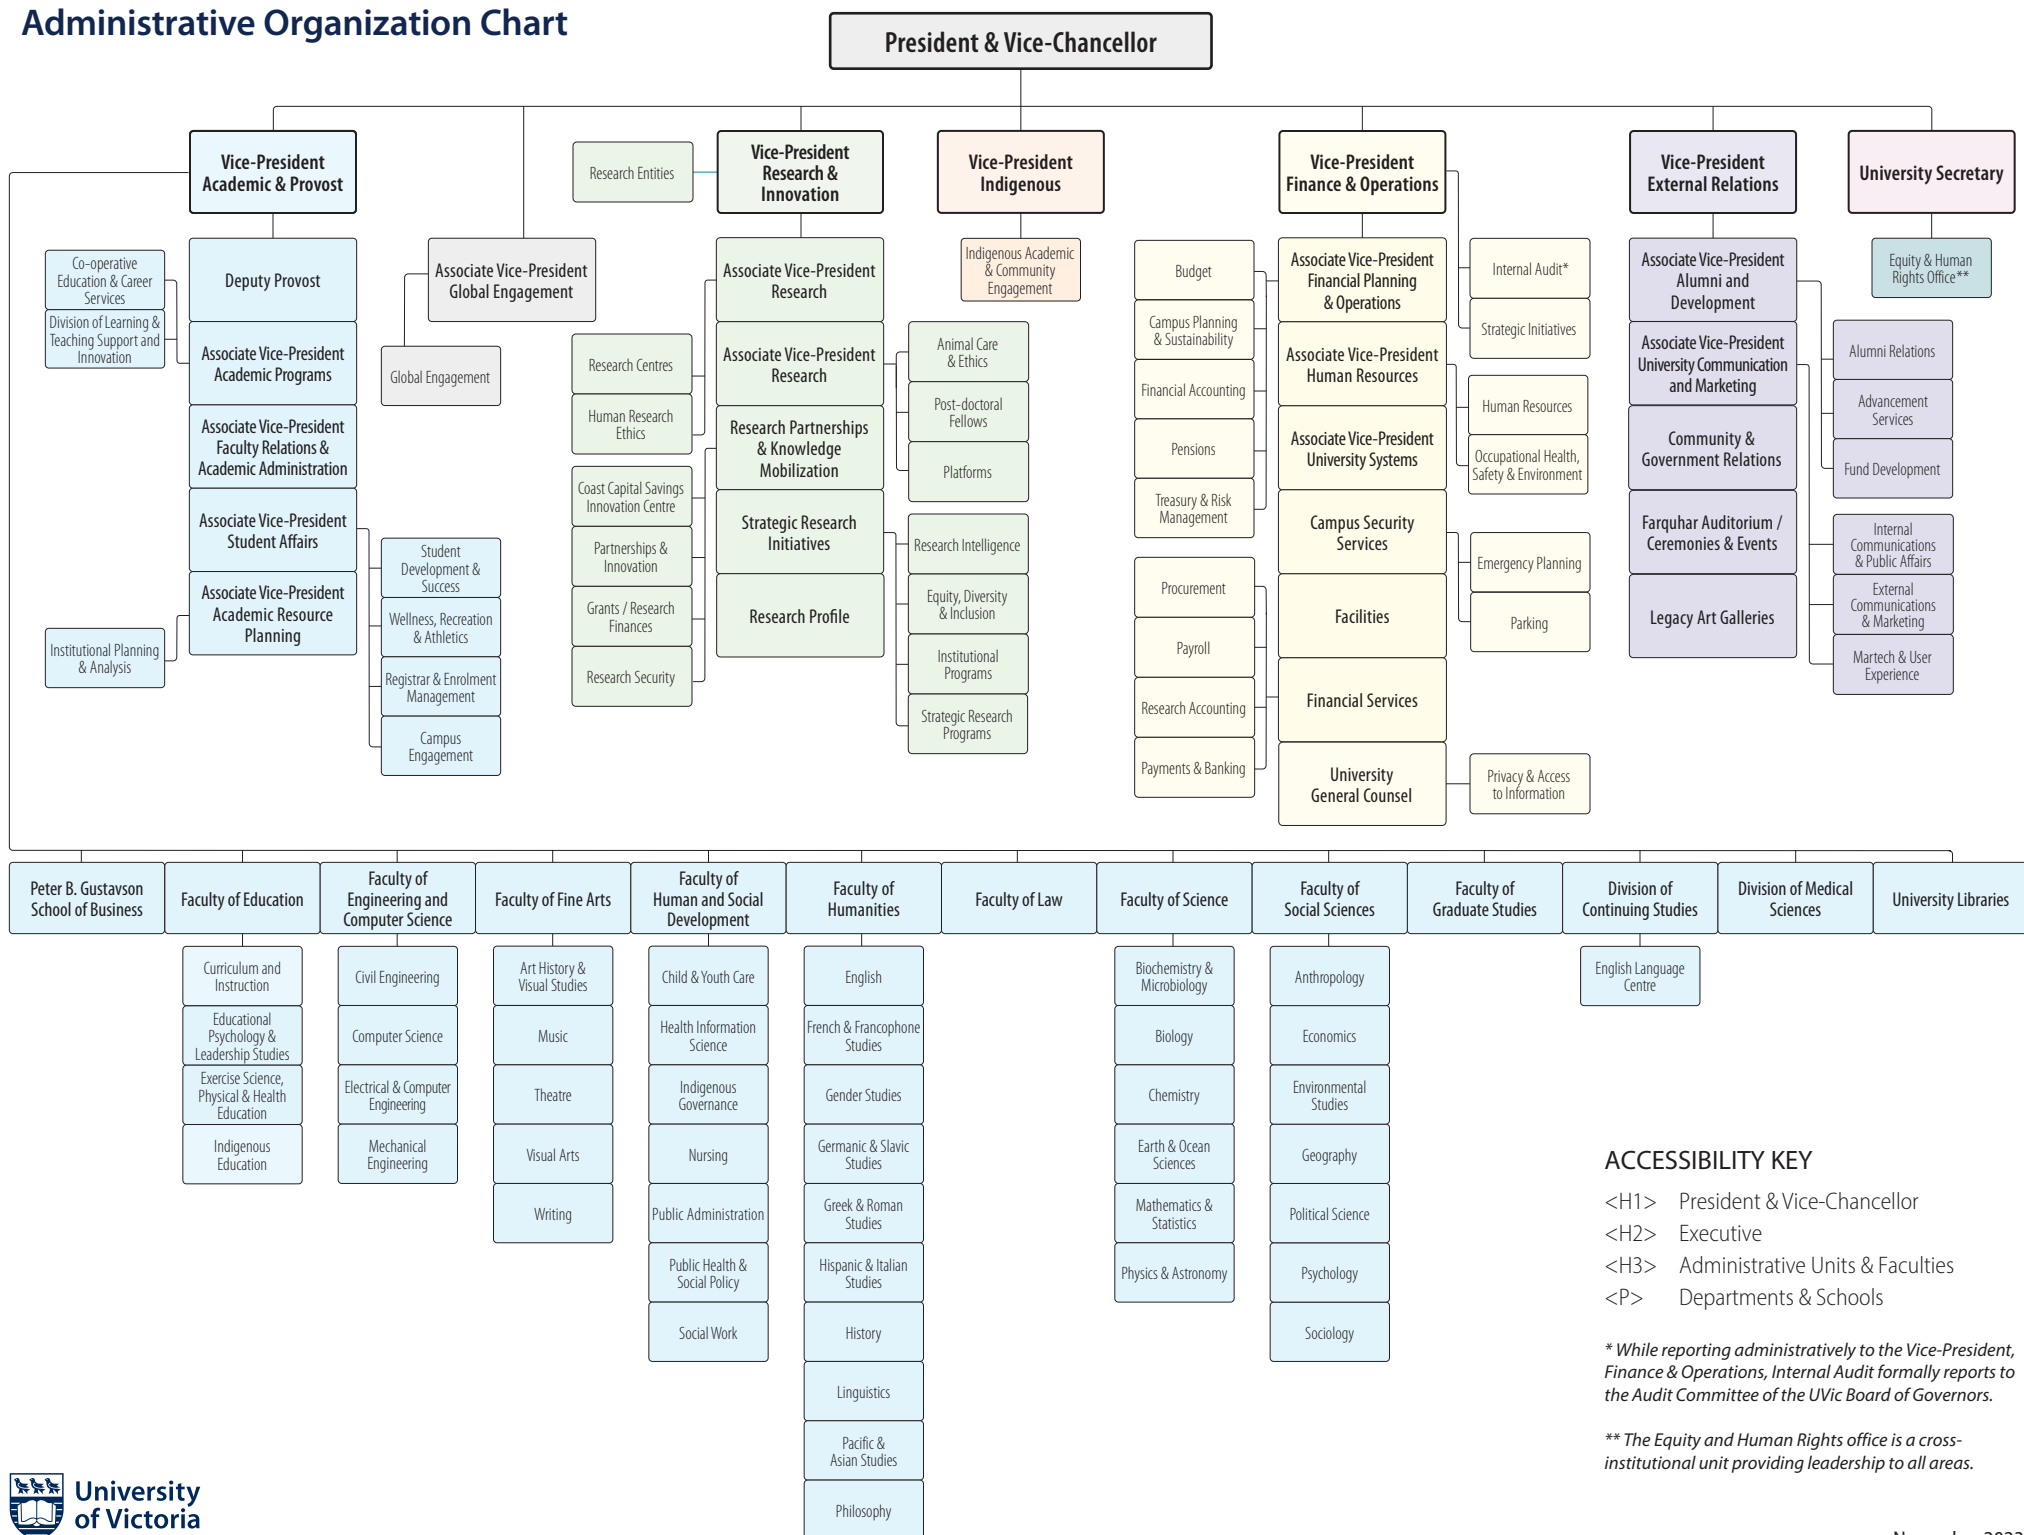 Administrative Organization Chart
President & Vice-Chancellor
Vice-President
Academic & Provost
Research Entities
Vice-President
Research &
Innovation
Vice-President
Indigenous
Vice-President
Finance & Operations
Vice-President
External Relations
University Secretary
Co-operative
Education & Career
Services
Division of Learning &
Teaching Support and
Innovation
Deputy Provost
Associate Vice-President
Academic Programs
Associate Vice-President
Faculty Relations &
Academic Administration
Associate Vice-President
Student Affairs
Associate Vice-President
Academic Resource
Planning
Institutional Planning
& Analysis
Student
Development &
Success
Wellness, Recreation
& Athletics
Registrar & Enrolment
Management
Campus
Engagement
Associate Vice-President
Global Engagement
Global Engagement
Research Centres
Human Research
Ethics
Coast Capital Savings
Innovation Centre
Partnerships &
Innovation
Grants / Research
Finances
Research Security
Associate Vice-President
Research
Associate Vice-President
Research
Research Partnerships
& Knowledge
Mobilization
Strategic Research
Initiatives
Research Profile
Animal Care
& Ethics
Post-doctoral
Fellows
Platforms
Research Intelligence
Equity, Diversity
& Inclusion
Institutional
Programs
Strategic Research
Programs
Indigenous Academic
& Community
Engagement
Budget
Campus Planning
& Sustainability
Financial Accounting
Pensions
Treasury & Risk
Management
Procurement
Payroll
Research Accounting
Payments & Banking
Associate Vice-President
Financial Planning
& Operations
Associate Vice-President
Human Resources
Associate Vice-President
University Systems
Campus Security
Services
Facilities
Financial Services
University
General Counsel
Internal Audit*
Strategic Initiatives
Human Resources
Occupational Health,
Safety & Environment
Emergency Planning
Parking
Privacy & Access
to Information
Associate Vice-President
Alumni and
Development
Associate Vice-President
University Communication
and Marketing
Community &
Government Relations
Farquhar Auditorium /
Ceremonies & Events
Legacy Art Galleries
Equity & Human
Rights Office**
Alumni Relations
Advancement
Services
Fund Development
Internal
Communications
& Public Affairs
External
Communications
& Marketing
Martech & User
Experience
Peter B. Gustavson
School of Business
Faculty of Education
Faculty of
Engineering and
Computer Science
Faculty of Fine Arts
Faculty of
Human and Social
Development
Faculty of
Humanities
Faculty of Law
Faculty of Science
Faculty of
Social Sciences
Faculty of
Graduate Studies
Division of
Continuing Studies
Division of Medical
Sciences
University Libraries
Curriculum and
Instruction
Educational
Psychology &
Leadership Studies
Exercise Science,
Physical & Health
Education
Indigenous
Education
Civil Engineering
Computer Science
Electrical & Computer
Engineering
Mechanical
Engineering
Art History &
Visual Studies
Music
Theatre
Visual Arts
Writing
Child & Youth Care
Health Information
Science
Indigenous
Governance
Nursing
Public Administration
Public Health &
Social Policy
Social Work
English
French & Francophone
Studies
Gender Studies
Germanic & Slavic
Studies
Greek & Roman
Studies
Hispanic & Italian
Studies
History
Linguistics
Pacific &
Asian Studies
Philosophy
Biochemistry &
Microbiology
Biology
Chemistry
Earth & Ocean
Sciences
Mathematics &
Statistics
Physics & Astronomy
Anthropology
Economics
Environmental
Studies
Geography
Political Science
Psychology
Sociology
English Language
Centre
ACCESSIBILITY KEY
<H1> President & Vice-Chancellor
<H2> Executive
<H3> Administrative Units & Faculties
<P> Departments & Schools
* While reporting administratively to the Vice-President,
Finance & Operations, Internal Audit formally reports to
the Audit Committee of the UVic Board of Governors.
** The Equity and Human Rights office is a cross-
institutional unit providing leadership to all areas.
University
of Victoria